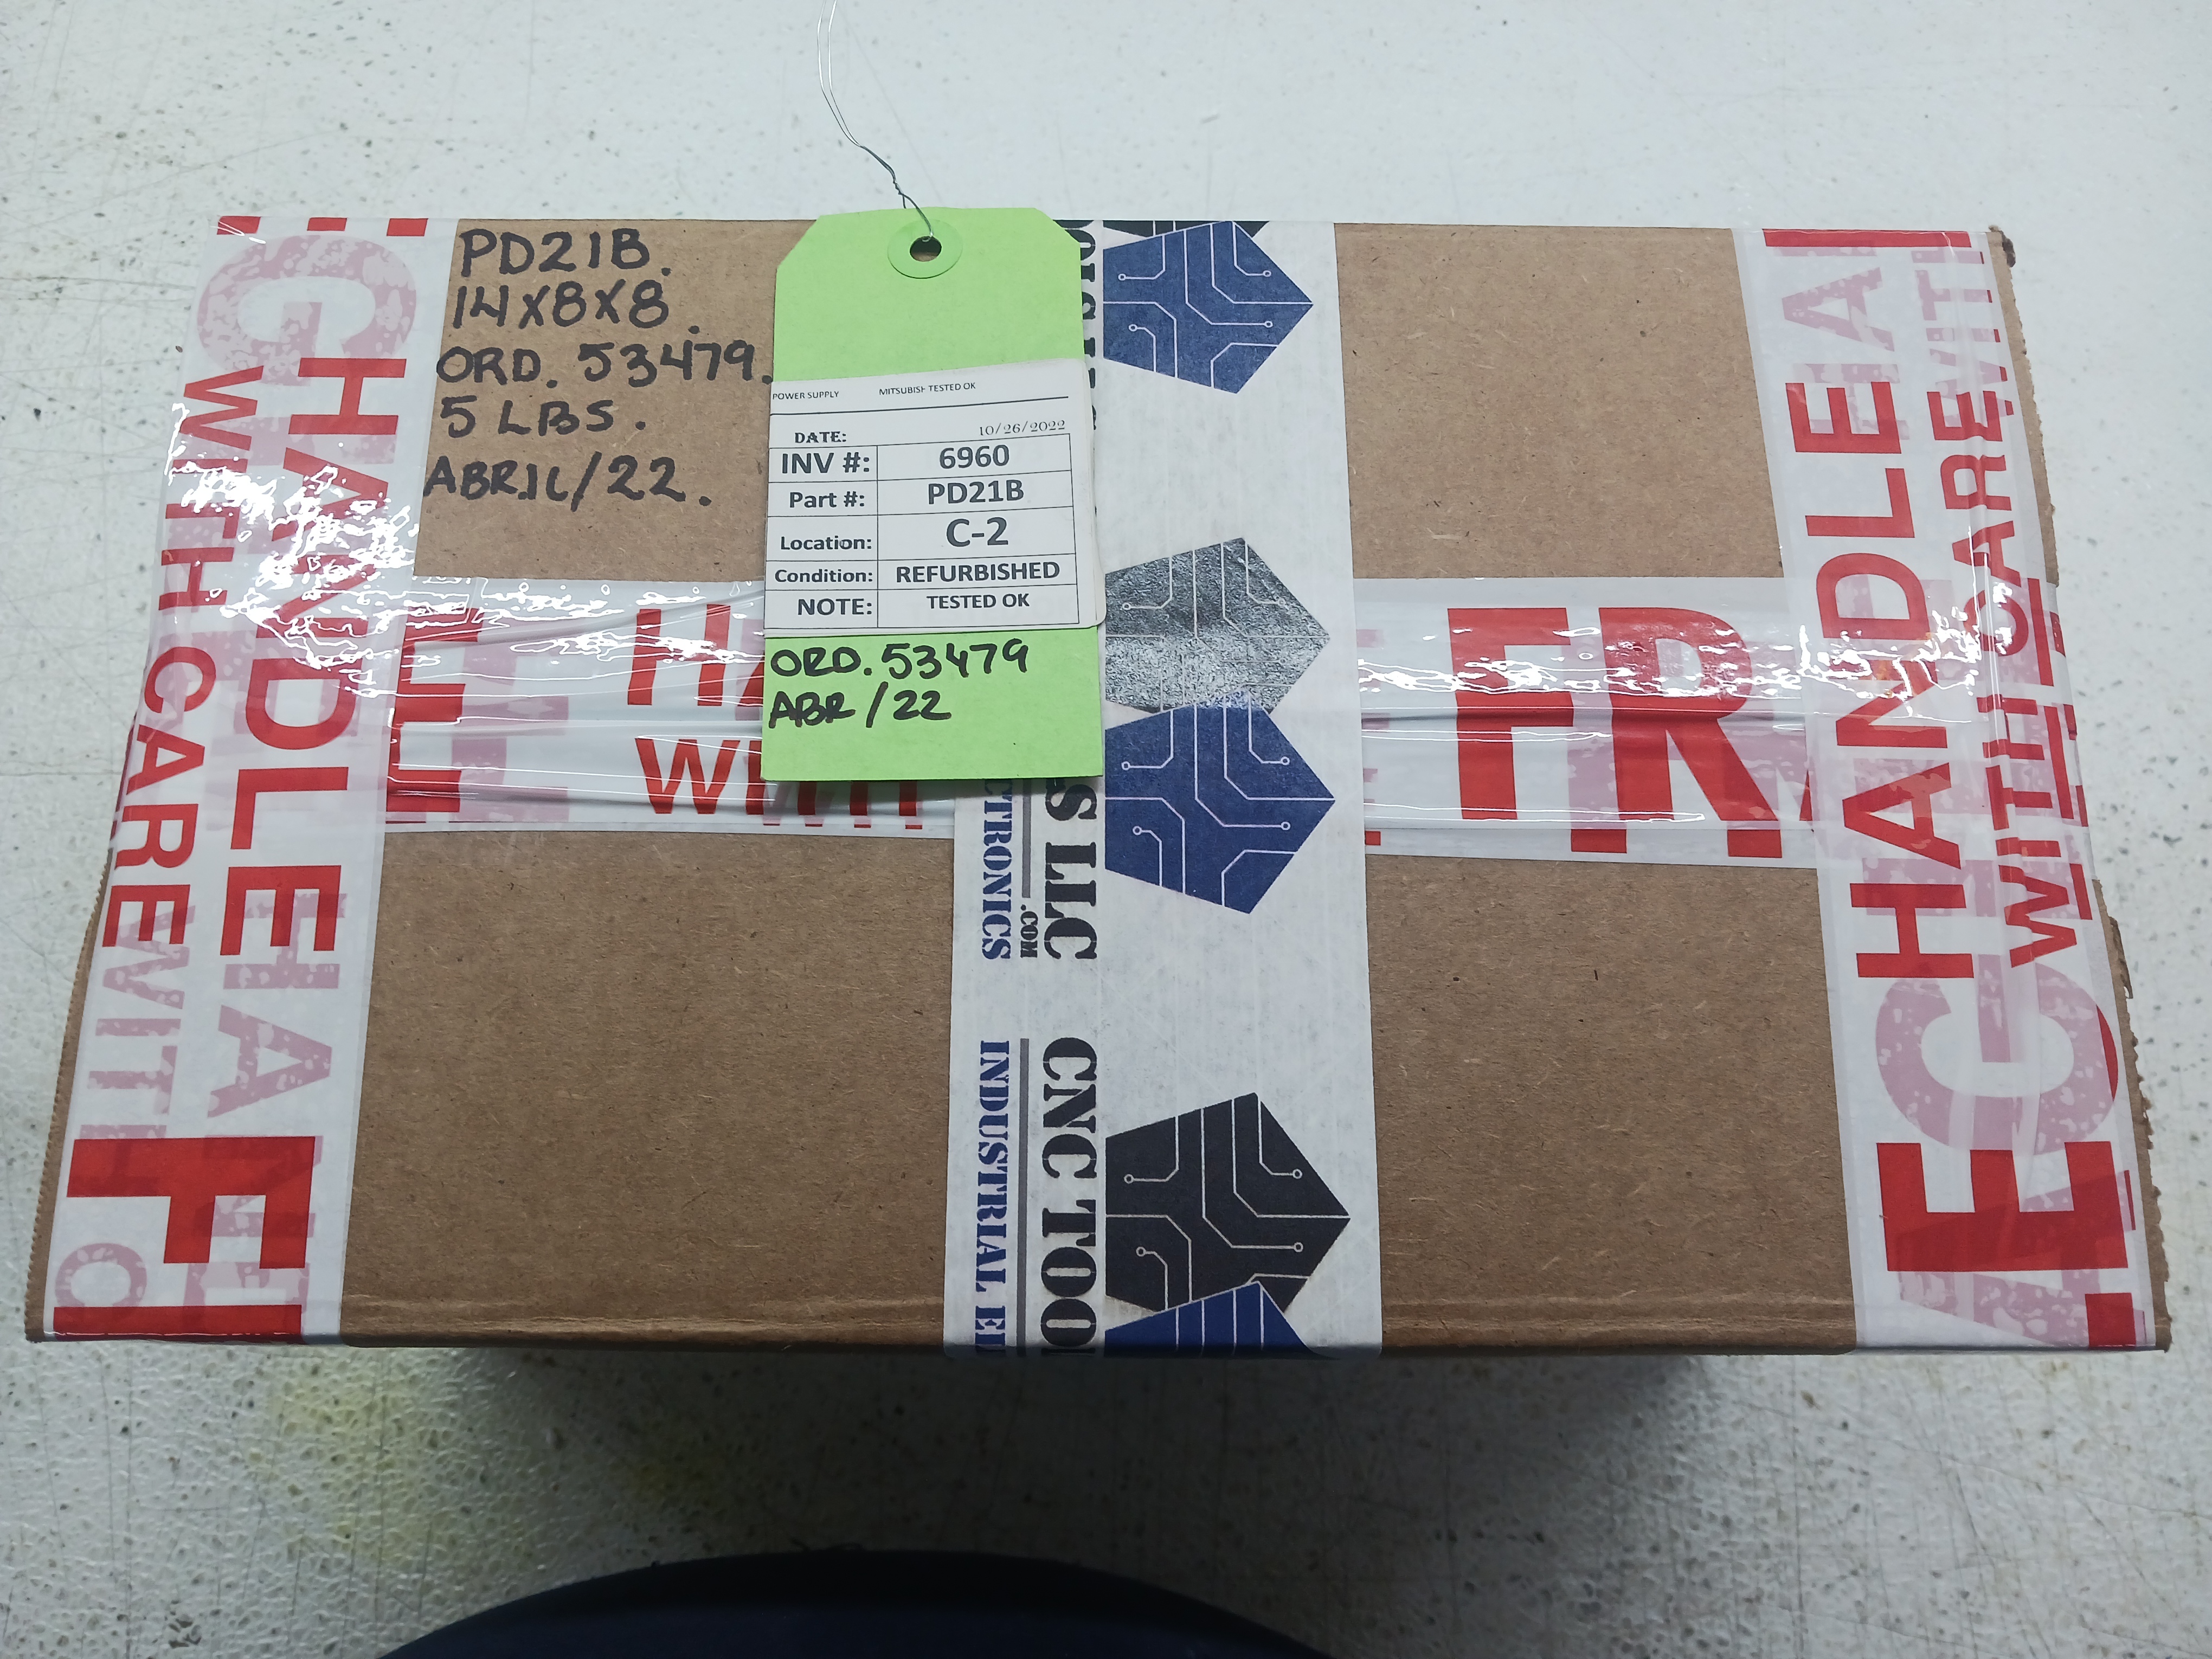 PD21B.
14X8X8.
ORD. 53479.
5 LBS.
ABRIL/22.
POWER SUPPLY MITSUBISH TESTED OK
DATE: 10/26/2022
INV #: 6960
Part #: PD21B
Location: C-2
Condition: REFURBISHED
NOTE: TESTED OK
ORD. 53479
ABR/22
HANDLE
WITH CARE
FR
HANDLE
WITH CARE
S LLC
.COM
CTRONICS
CNC TOO
INDUSTRIAL